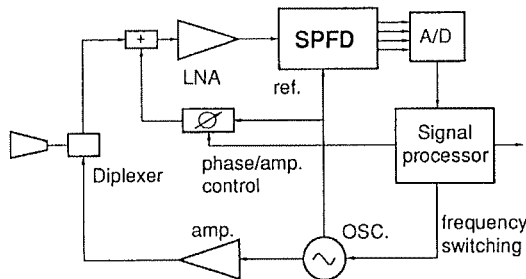 +
LNA
SPFD
A/D
ref.
Signal
processor
Diplexer
phase/amp.
control
amp.
OSC.
frequency
switching